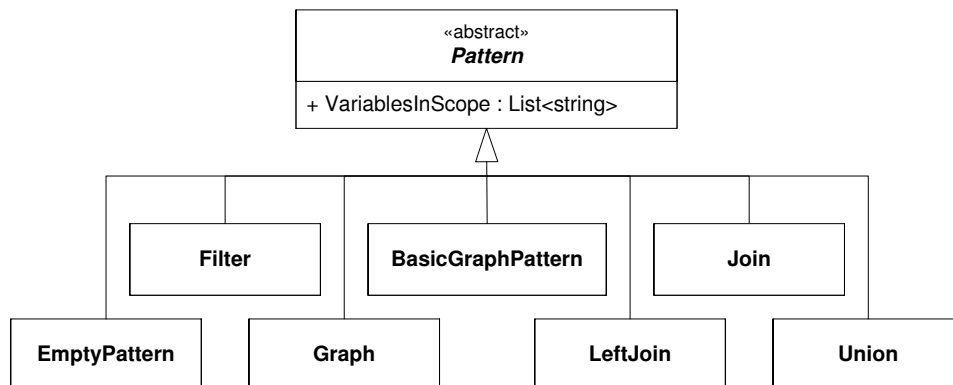 «abstract»
Pattern
+ VariablesInScope : List<string>
Filter
BasicGraphPattern
Join
EmptyPattern
Graph
LeftJoin
Union